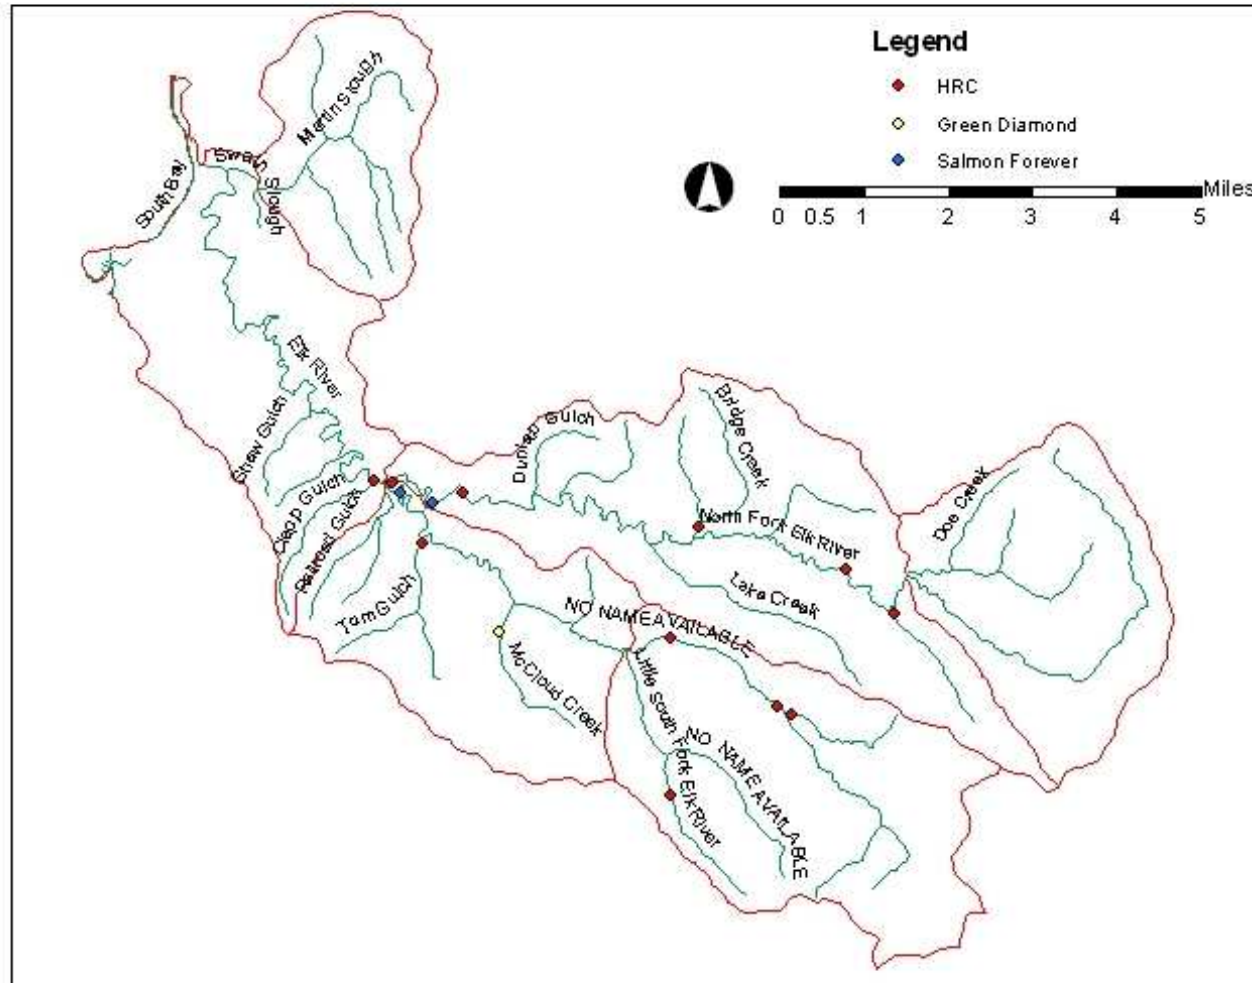 Legend
HRC
Green Diamond
Salmon Forever
Miles
0 0.5 1 2 3 4 5
Martin Slough
Swain
Slough
South Bay
Elk River
Shaw Gulch
Clapp Gulch
Railroad Gulch
Tom Gulch
Dunlap Gulch
Bridge Creek
North Fork Elk River
Doe Creek
Lake Creek
NO NAME AVAILABLE
McCloud Creek
Little South Fork Elk River
NO NAME AVAILABLE